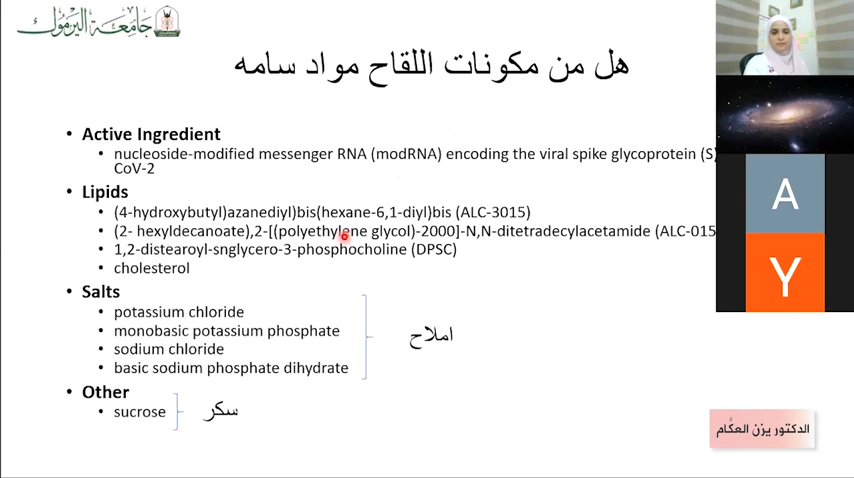 جامعة اليرموك
هل من مكونات اللقاح مواد سامه
• Active Ingredient
• nucleoside-modified messenger RNA (modRNA) encoding the viral spike glycoprotein (S)
CoV-2
• Lipids
• (4-hydroxybutyl)azanediyl)bis(hexane-6,1-diyl)bis (ALC-3015)
• (2- hexyldecanoate),2-[(polyethylene glycol)-2000]-N,N-ditetradecylacetamide (ALC-015
• 1,2-distearoyl-snglycero-3-phosphocholine (DPSC)
• cholesterol
• Salts
• potassium chloride
• monobasic potassium phosphate
• sodium chloride
• basic sodium phosphate dihydrate
املاح
• Other
• sucrose
سكر
A
Y
الدكتور يزن العكَّام